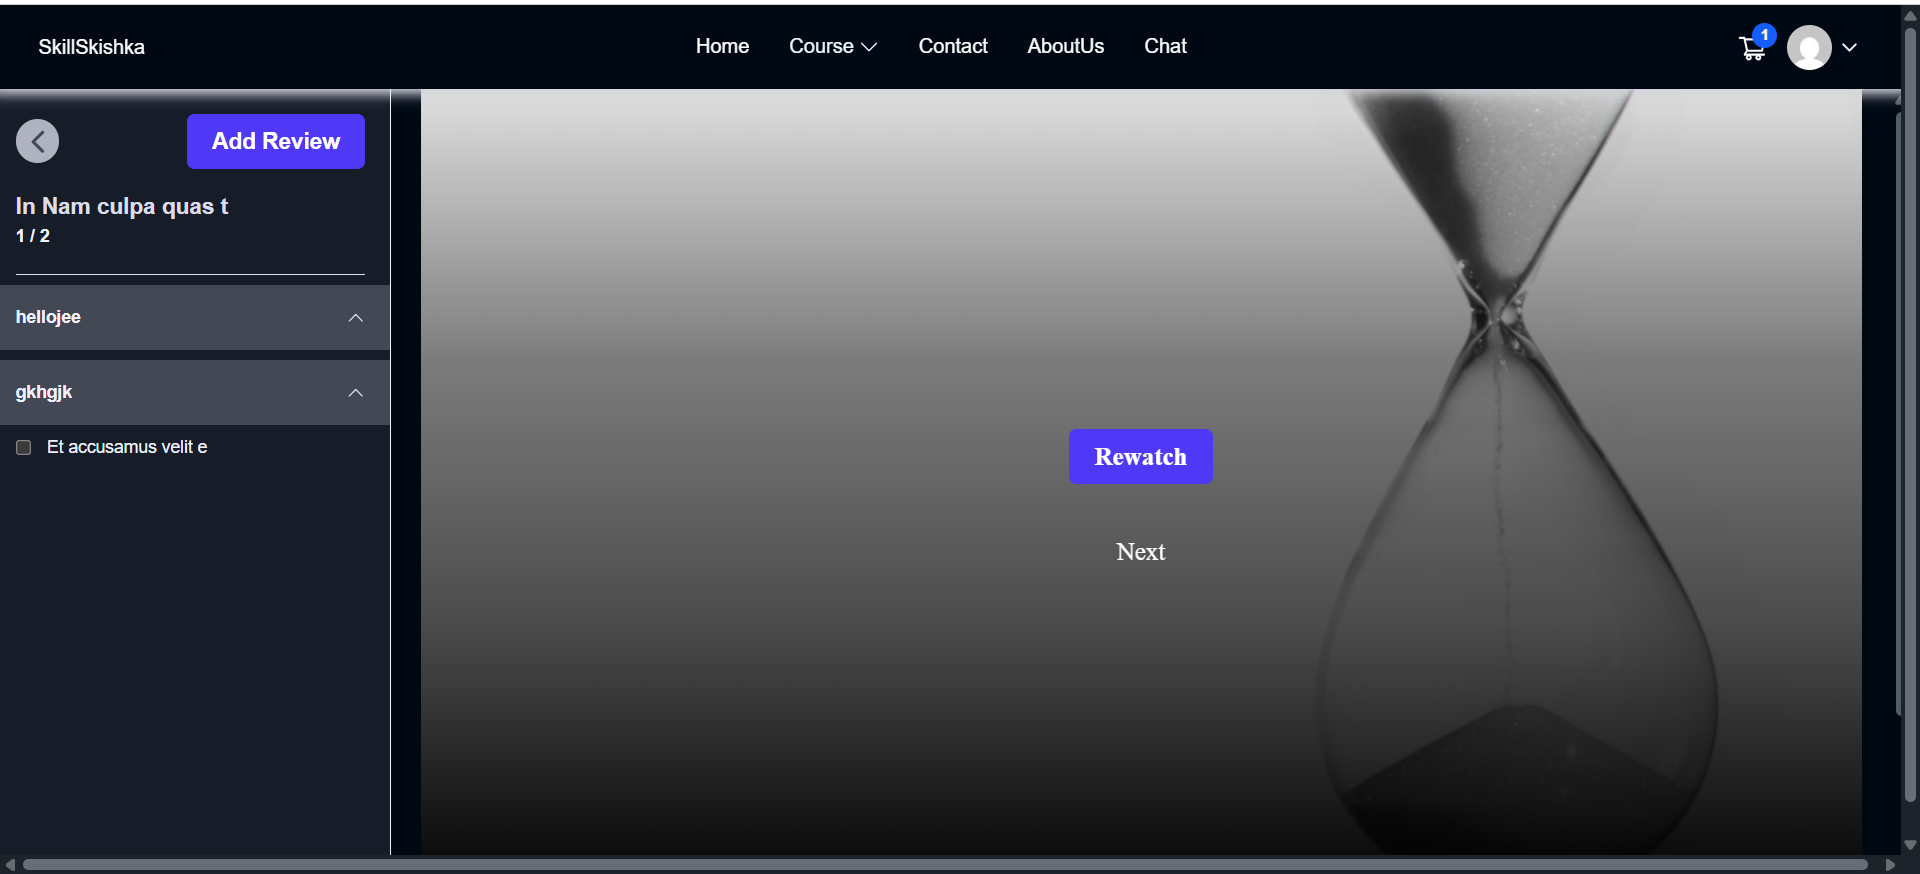 SkillSkishka
Home
Course
Contact
AboutUs
Chat
1
Add Review
In Nam culpa quas t
1 / 2
hellojee
gkhgjk
Et accusamus velit e
Rewatch
Next